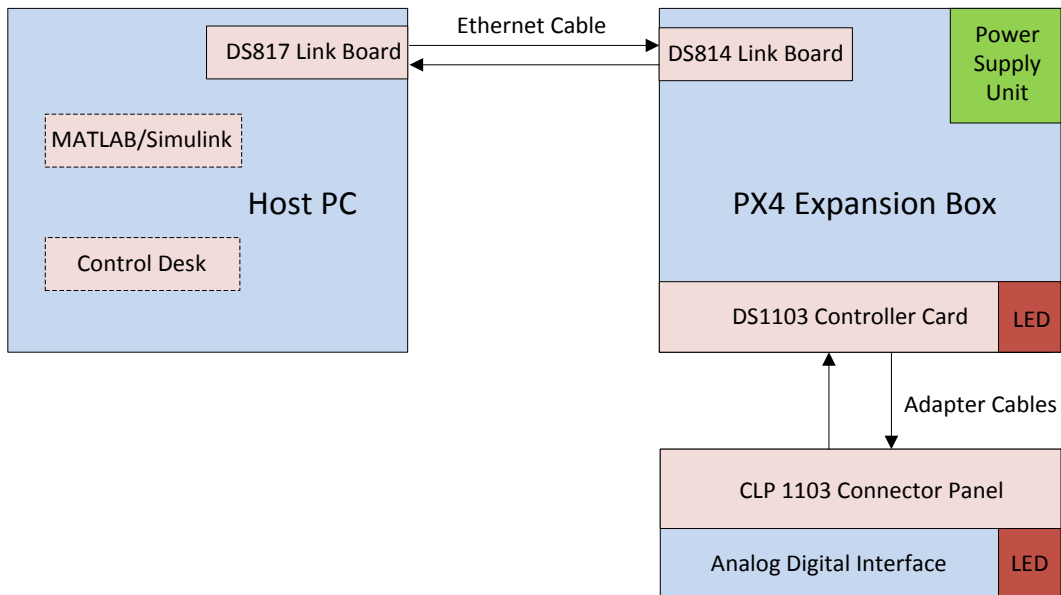 Ethernet Cable
DS817 Link Board
DS814 Link Board
Power
Supply
Unit
MATLAB/Simulink
Host PC
PX4 Expansion Box
Control Desk
DS1103 Controller Card
LED
Adapter Cables
CLP 1103 Connector Panel
Analog Digital Interface
LED